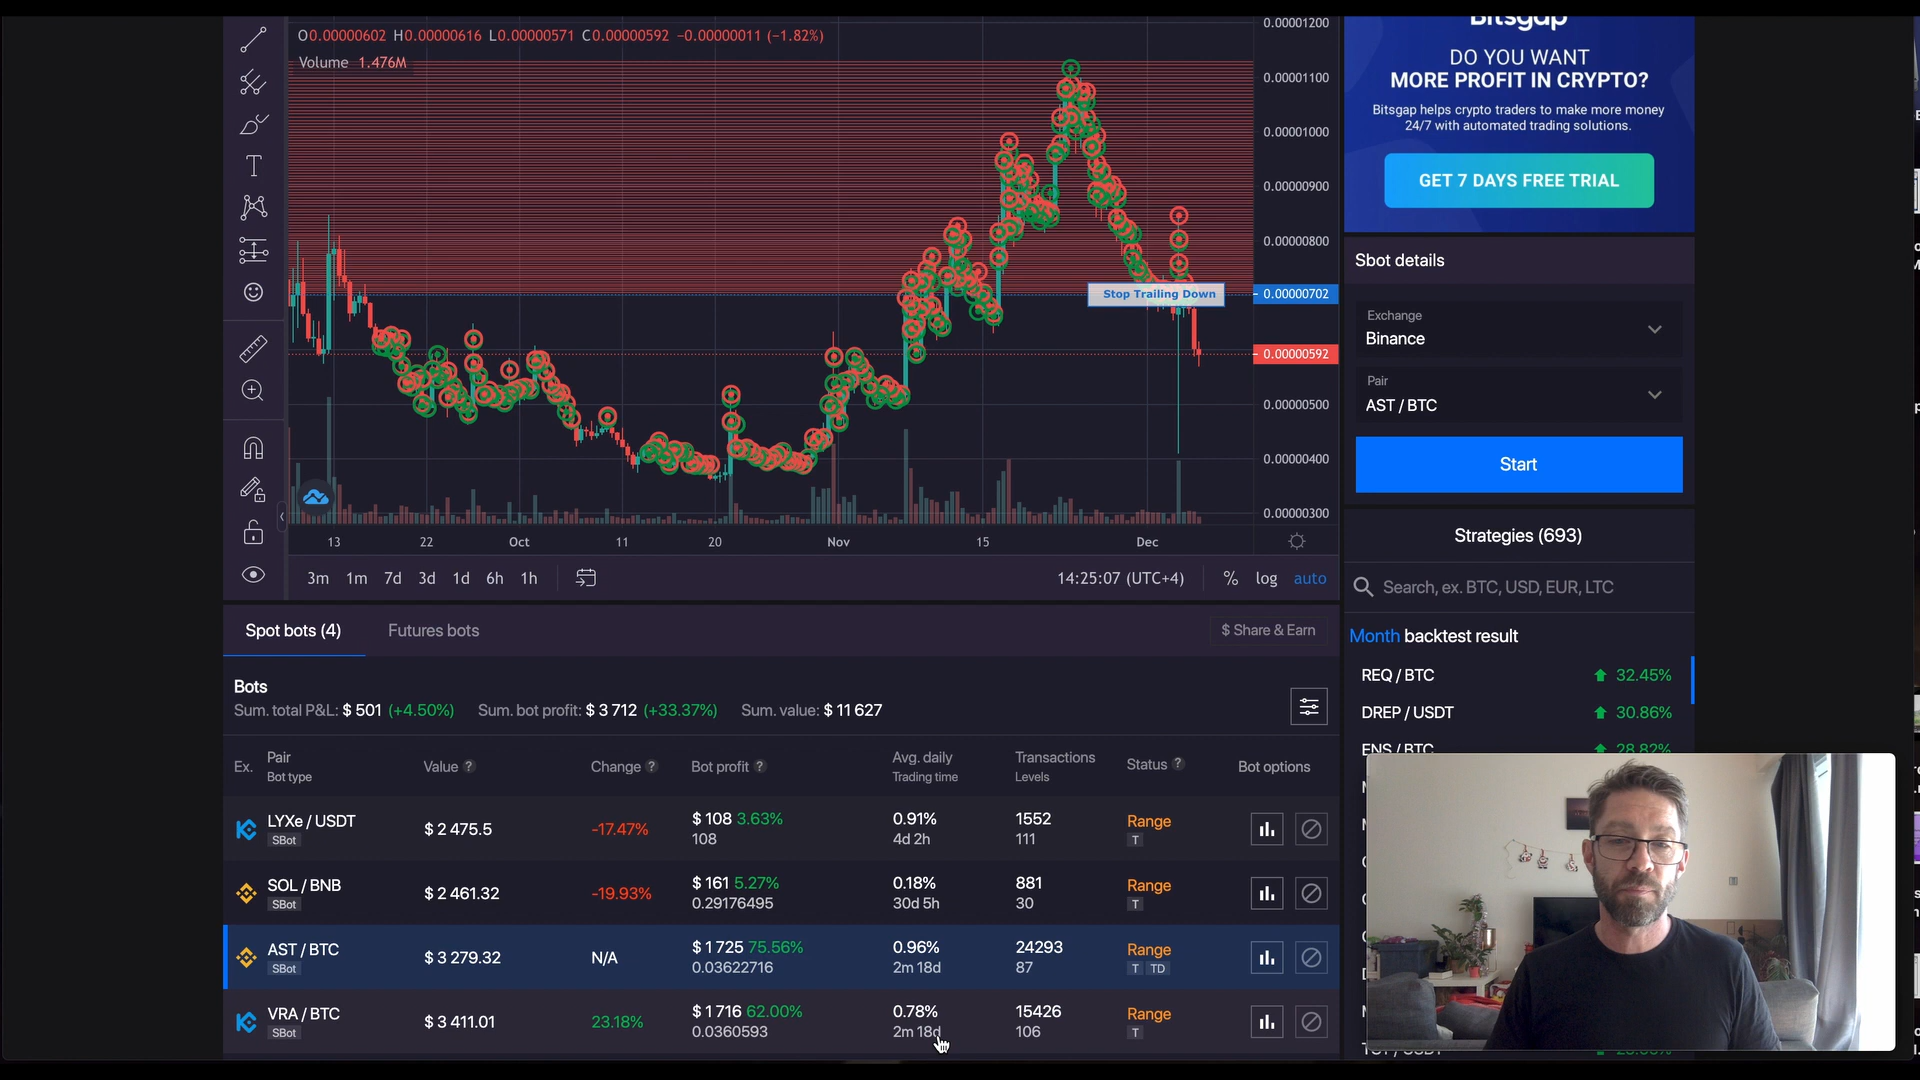 O0.00000602 H0.00000616 L0.00000571 C0.00000592 −0.00000011 (−1.82%)
Volume 1.476M
0.00001200
0.00001100
0.00001000
0.00000900
0.00000800
Stop Trailing Down
0.00000702
0.00000592
0.00000500
0.00000400
0.00000300
13 22 Oct 11 20 Nov 15 Dec
3m 1m 7d 3d 1d 6h 1h
14:25:07 (UTC+4) % log auto
Bitsgap
DO YOU WANT
MORE PROFIT IN CRYPTO?
Bitsgap helps crypto traders to make more money
24/7 with automated trading solutions.
GET 7 DAYS FREE TRIAL
Sbot details
Exchange
Binance
Pair
AST / BTC
Start
Strategies (693)
Search, ex. BTC, USD, EUR, LTC
Month backtest result
REQ / BTC 32.45%
DREP / USDT 30.86%
ENS / BTC 28.82%
Spot bots (4) Futures bots $ Share & Earn
Bots
Sum. total P&L: $ 501 (+4.50%) Sum. bot profit: $ 3 712 (+33.37%) Sum. value: $ 11 627
Ex. Pair Value ? Change ? Bot profit ? Avg. daily Transactions Status ? Bot options
Bot type Trading time Levels
LYXe / USDT $ 2 475.5 -17.47% $ 108 3.63% 0.91% 1552 Range
SBot 108 4d 2h 111 T
SOL / BNB $ 2 461.32 -19.93% $ 161 5.27% 0.18% 881 Range
SBot 0.29176495 30d 5h 30 T
AST / BTC $ 3 279.32 N/A $ 1 725 75.56% 0.96% 24293 Range
SBot 0.03622716 2m 18d 87 T TD
VRA / BTC $ 3 411.01 23.18% $ 1 716 62.00% 0.78% 15426 Range
SBot 0.0360593 2m 18d 106 T